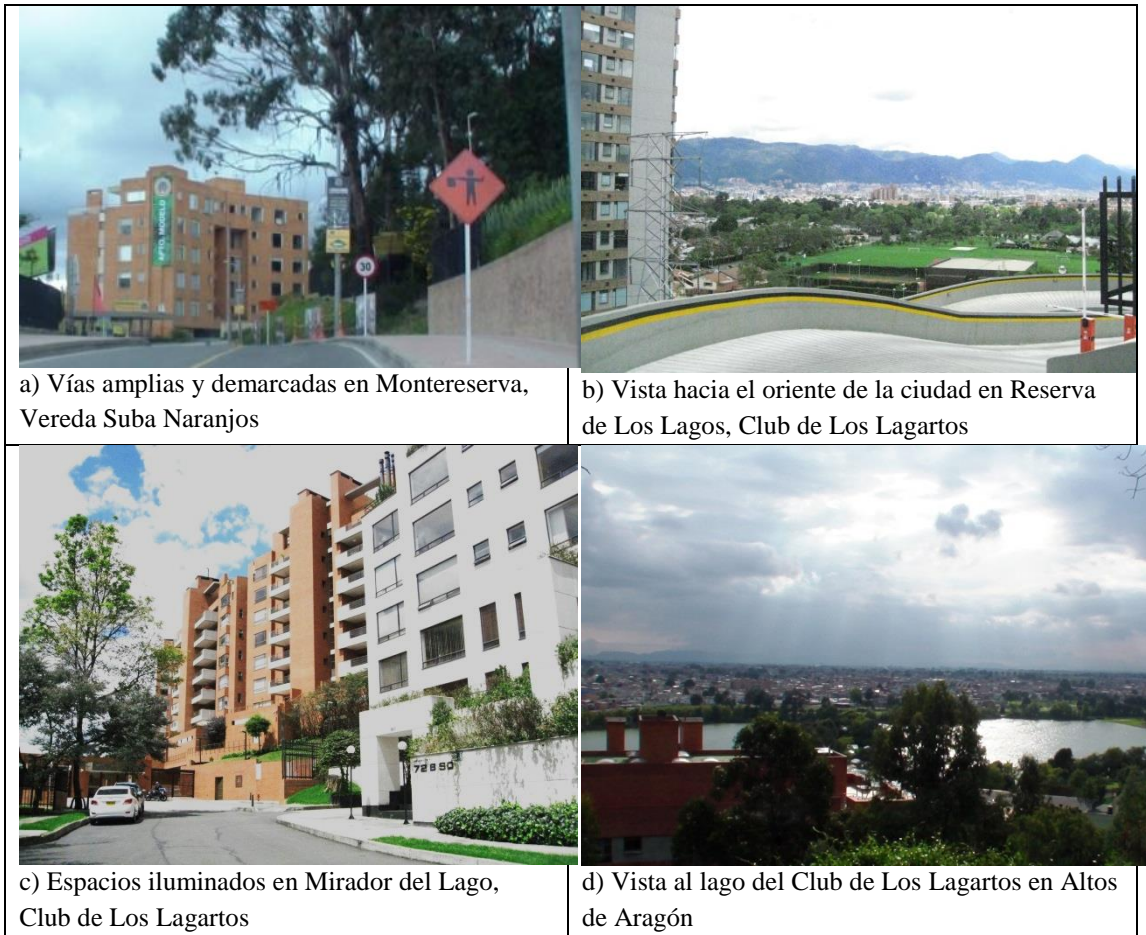 APTO. MODELO
30
a) Vías amplias y demarcadas en Montereserva,
Vereda Suba Naranjos
b) Vista hacia el oriente de la ciudad en Reserva
de Los Lagos, Club de Los Lagartos
72 B 50
c) Espacios iluminados en Mirador del Lago,
Club de Los Lagartos
d) Vista al lago del Club de Los Lagartos en Altos
de Aragón